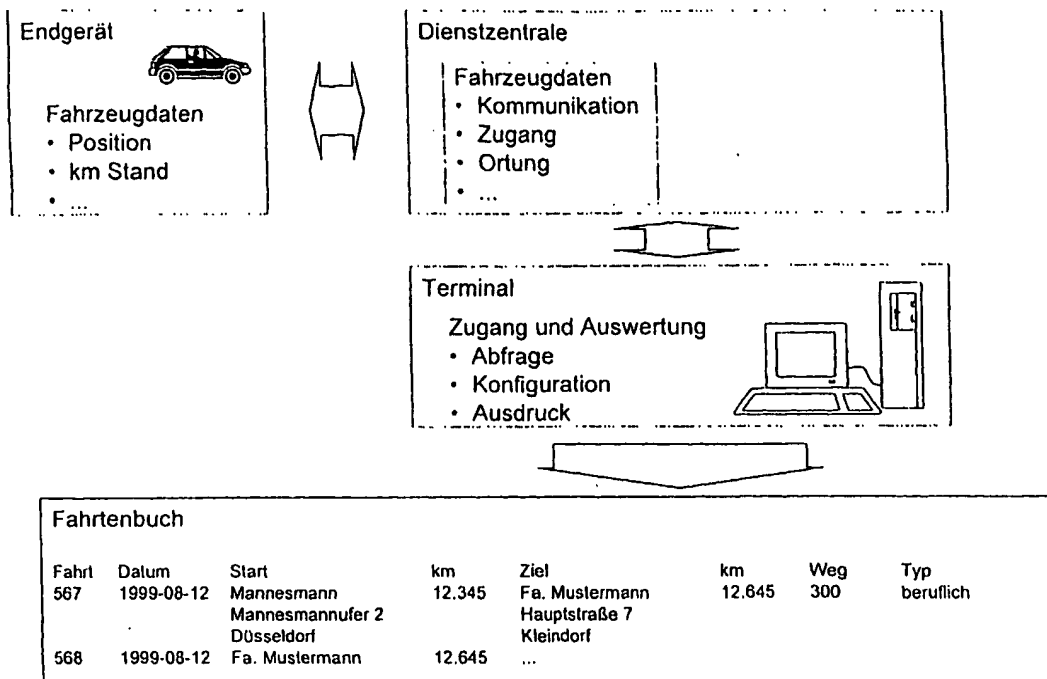 Endgerät
Fahrzeugdaten
• Position
• km Stand
• ...
Dienstzentrale
Fahrzeugdaten
• Kommunikation
• Zugang
• Ortung
• ...
Terminal
Zugang und Auswertung
• Abfrage
• Konfiguration
• Ausdruck
Fahrtenbuch
Fahrt Datum Start km Ziel km Weg Typ
567 1999-08-12 Mannesmann 12.345 Fa. Mustermann 12.645 300 beruflich
Mannesmannufer 2 Hauptstraße 7
Düsseldorf Kleindorf
568 1999-08-12 Fa. Mustermann 12.645 ...